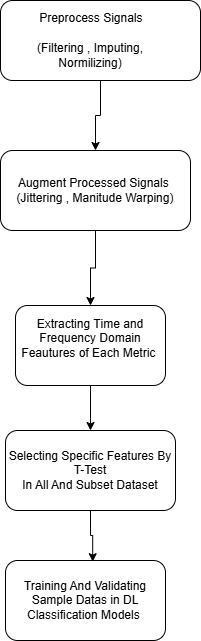 Preprocess Signals
(Filtering , Imputing,
Normilizing)
Augment Processed Signals
(Jittering , Manitude Warping)
Extracting Time and
Frequency Domain
Feautures of Each Metric
Selecting Specific Features By
T-Test
In All And Subset Dataset
Training And Validating
Sample Datas in DL
Classification Models